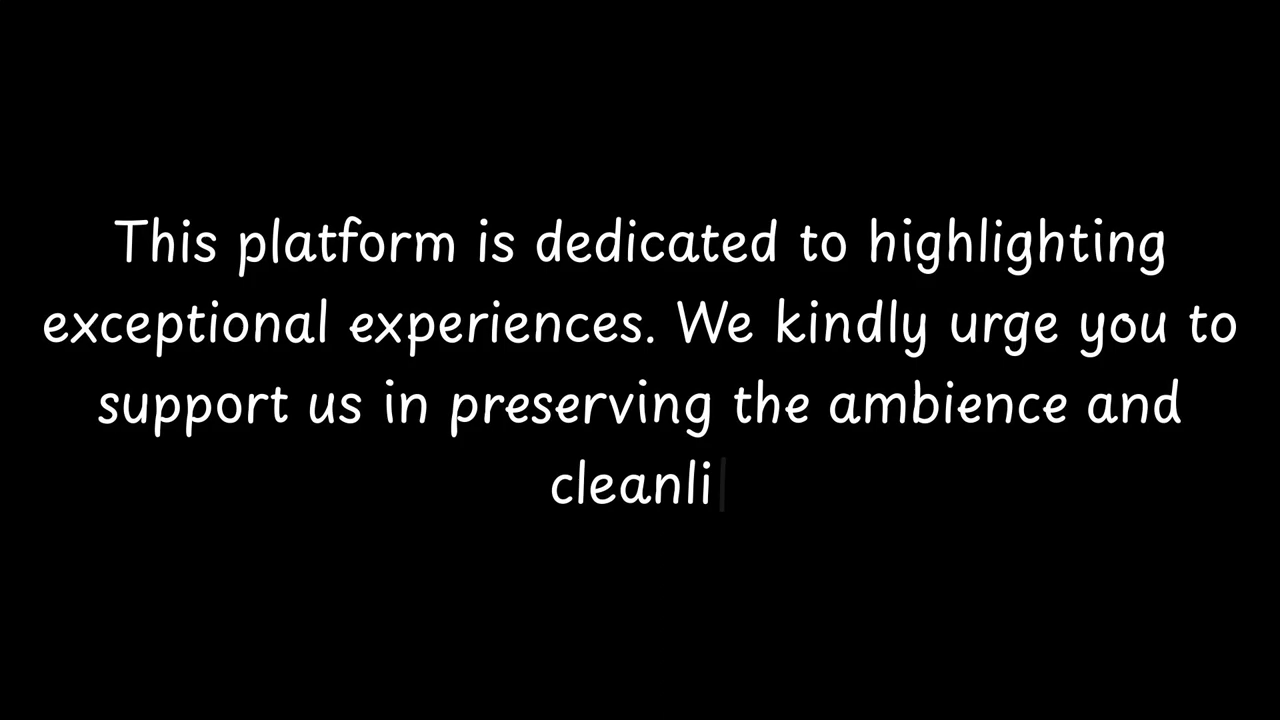 This platform is dedicated to highlighting
exceptional experiences. We kindly urge you to
support us in preserving the ambience and
cleanli